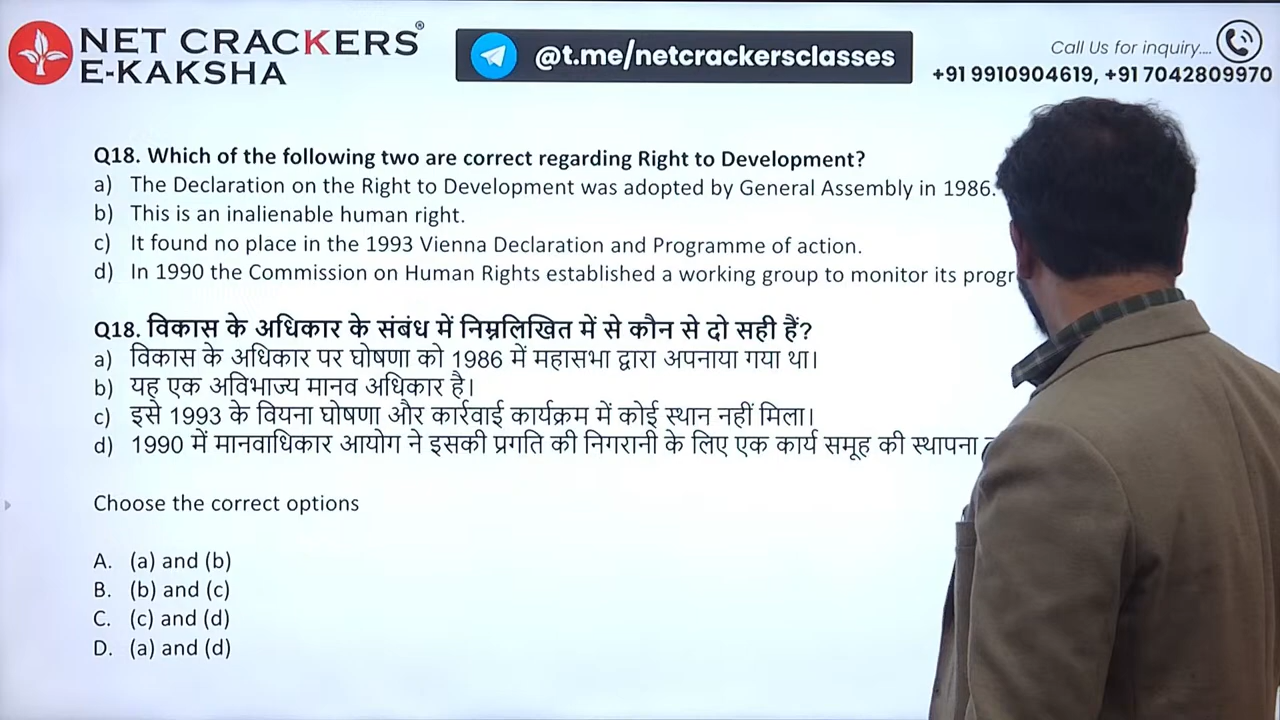 NET CRACKERS®
E-KAKSHA
@t.me/netcrackersclasses
Call Us for inquiry....
+91 9910904619, +91 7042809970
Q18. Which of the following two are correct regarding Right to Development?
a) The Declaration on the Right to Development was adopted by General Assembly in 1986.
b) This is an inalienable human right.
c) It found no place in the 1993 Vienna Declaration and Programme of action.
d) In 1990 the Commission on Human Rights established a working group to monitor its
Q18. विकास के अधिकार के संबंध में निम्नलिखित में से कौन से दो सही हैं?
a) विकास के अधिकार पर घोषणा को 1986 में महासभा द्वारा अपनाया गया था।
b) यह एक अविभाज्य मानव अधिकार है।
c) इसे 1993 के वियना घोषणा और कार्रवाई कार्यक्रम में कोई स्थान नहीं मिला।
d) 1990 में मानवाधिकार आयोग ने इसकी प्रगति की निगरानी के लिए एक कार्य समूह की स्थापना
Choose the correct options
A. (a) and (b)
B. (b) and (c)
C. (c) and (d)
D. (a) and (d)